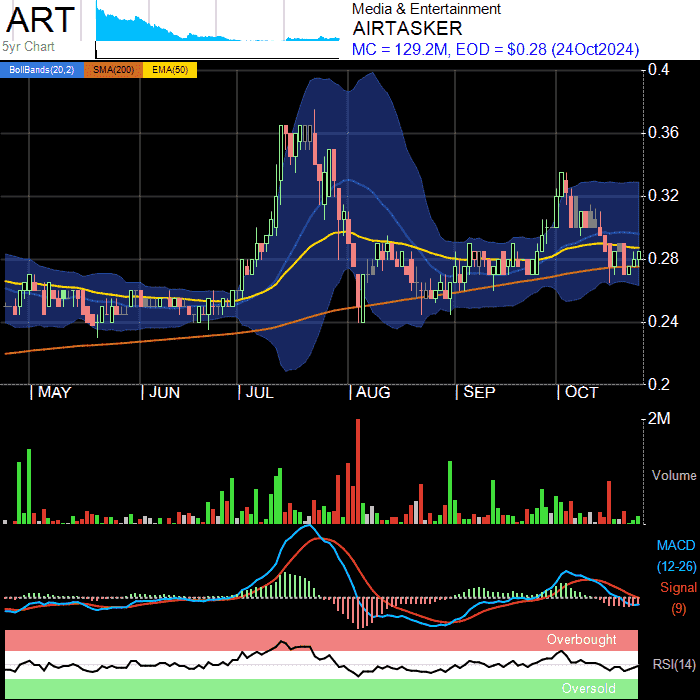 ART
5yr Chart
Media & Entertainment
AIRTASKER
MC = 129.2M, EOD = $0.28 (24Oct2024)
BollBands(20,2) SMA(200) EMA(50)
0.4
0.36
0.32
0.28
0.24
0.2
MAY JUN JUL AUG SEP OCT
2M
Volume
MACD
(12-26)
Signal
(9)
Overbought
RSI(14)
Oversold